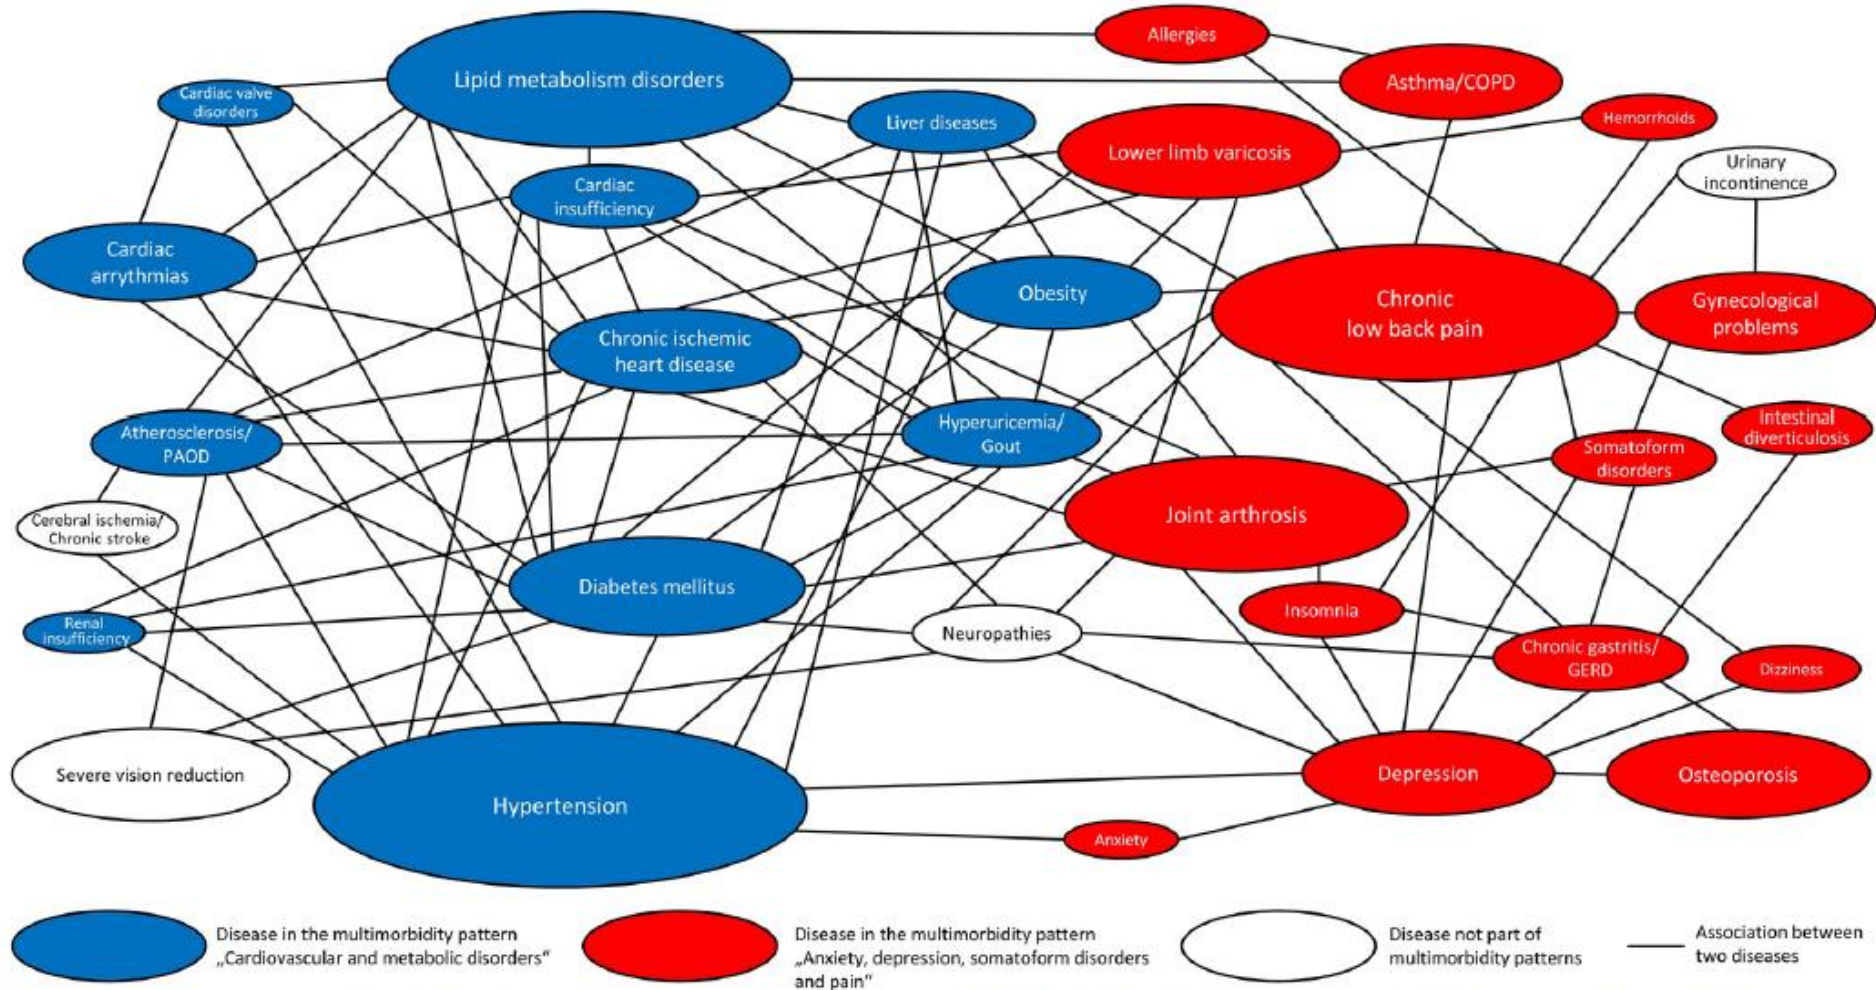 Lipid metabolism disorders
Allergies
Asthma/COPD
Cardiac valve
disorders
Liver diseases
Hemorrhoids
Lower limb varicosis
Urinary
incontinence
Cardiac
insufficiency
Cardiac
arrythmias
Obesity
Chronic
low back pain
Gynecological
problems
Chronic ischemic
heart disease
Atherosclerosis/
PAOD
Hyperuricemia/
Gout
Intestinal
diverticulosis
Somatoform
disorders
Cerebral ischemia/
Chronic stroke
Joint arthrosis
Diabetes mellitus
Insomnia
Renal
insufficiency
Neuropathies
Chronic gastritis/
GERD
Dizziness
Severe vision reduction
Hypertension
Depression
Osteoporosis
Anxiety
Disease in the multimorbidity pattern
„Cardiovascular and metabolic disorders“
Disease in the multimorbidity pattern
„Anxiety, depression, somatoform disorders
and pain“
Disease not part of
multimorbidity patterns
Association between
two diseases